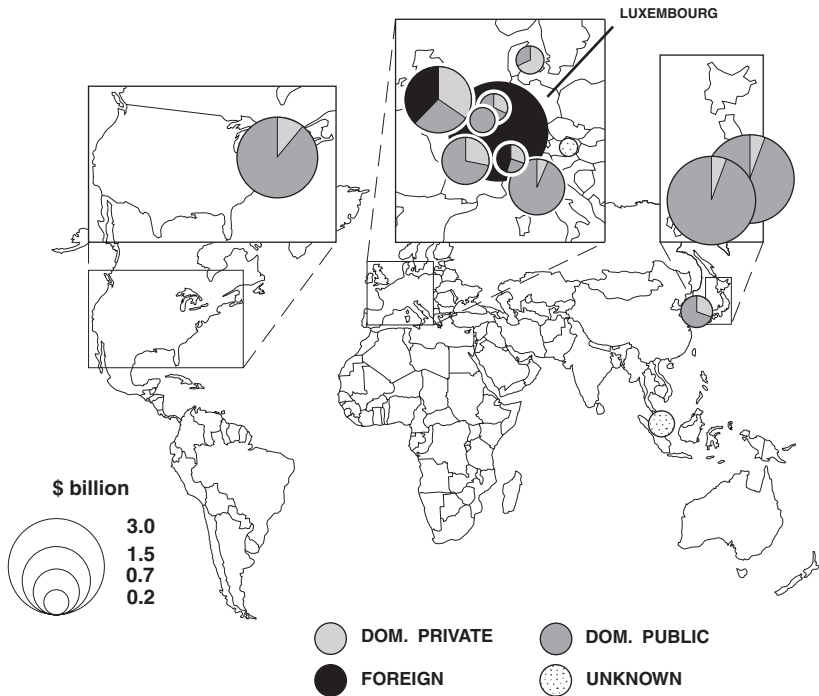 LUXEMBOURG
$ billion
3.0
1.5
0.7
0.2
DOM. PRIVATE
DOM. PUBLIC
FOREIGN
UNKNOWN